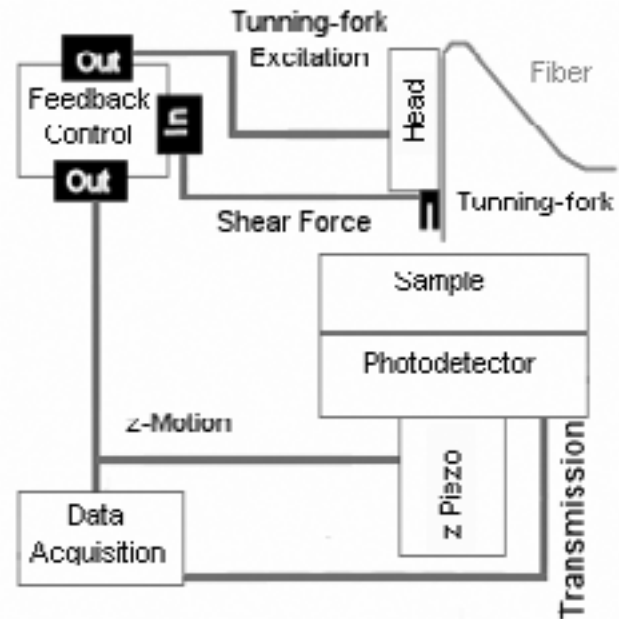 Tunning-fork
Excitation
Out
Feedback
Control
In
Out
Head
Fiber
Tunning-fork
Shear Force
Sample
Photodetector
z-Motion
z Piezo
Transmission
Data
Acquisition